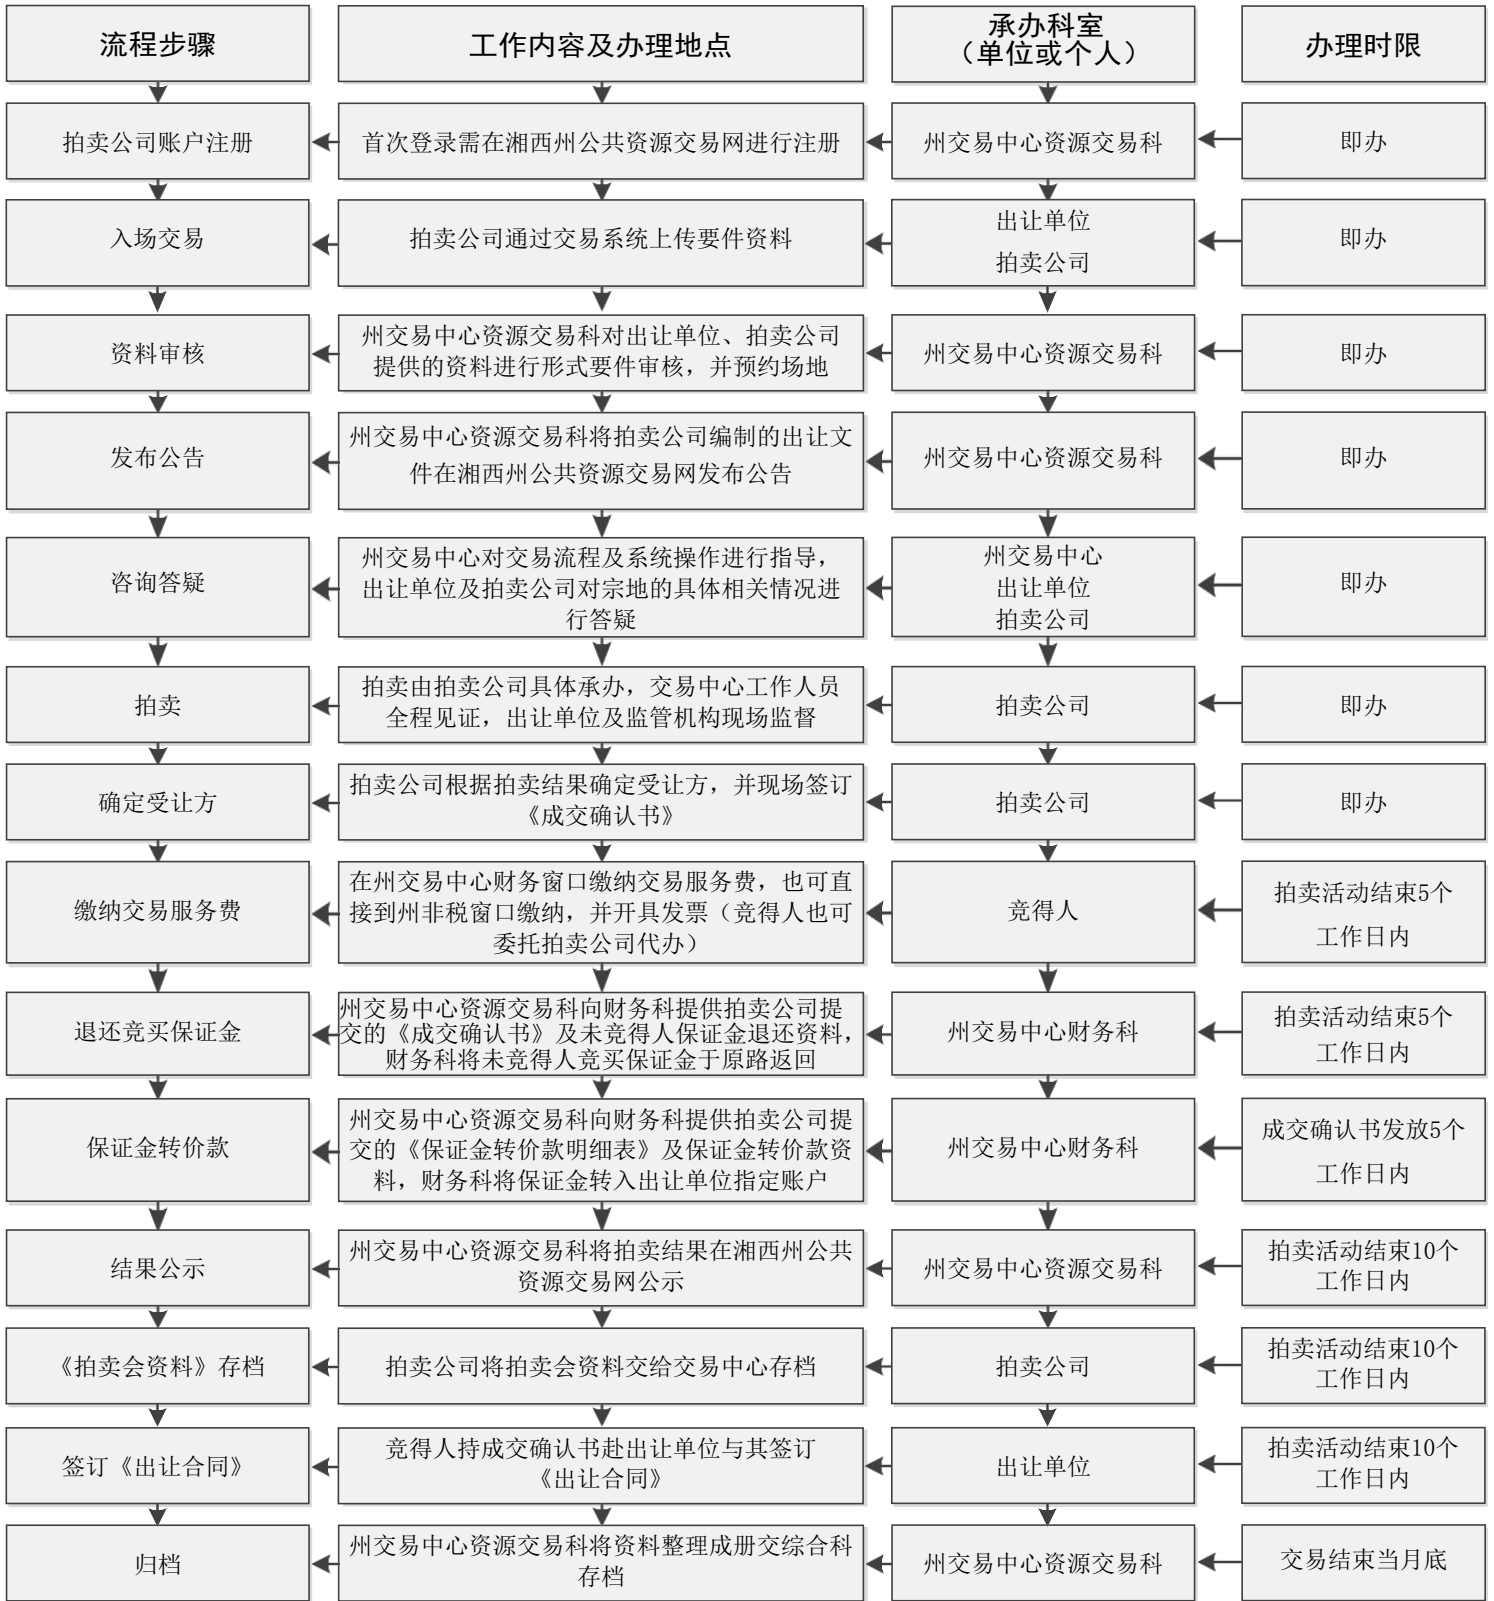 流程步骤
工作内容及办理地点
承办科室
（单位或个人）
办理时限
拍卖公司账户注册
首次登录需在湘西州公共资源交易网进行注册
州交易中心资源交易科
即办
入场交易
拍卖公司通过交易系统上传要件资料
出让单位
拍卖公司
即办
资料审核
州交易中心资源交易科对出让单位、拍卖公司
提供的资料进行形式要件审核，并预约场地
州交易中心资源交易科
即办
发布公告
州交易中心资源交易科将拍卖公司编制的出让文
件在湘西州公共资源交易网发布公告
州交易中心资源交易科
即办
咨询答疑
州交易中心对交易流程及系统操作进行指导，
出让单位及拍卖公司对宗地的具体相关情况进
行答疑
州交易中心
出让单位
拍卖公司
即办
拍卖
拍卖由拍卖公司具体承办，交易中心工作人员
全程见证，出让单位及监管机构现场监督
拍卖公司
即办
确定受让方
拍卖公司根据拍卖结果确定受让方，并现场签订
《成交确认书》
拍卖公司
即办
缴纳交易服务费
在州交易中心财务窗口缴纳交易服务费，也可直
接到州非税窗口缴纳，并开具发票（竞得人也可
委托拍卖公司代办）
竞得人
拍卖活动结束5个
工作日内
退还竞买保证金
州交易中心资源交易科向财务科提供拍卖公司提
交的《成交确认书》及未竞得人保证金退还资料，
财务科将未竞得人竞买保证金于原路返回
州交易中心财务科
拍卖活动结束5个
工作日内
保证金转价款
州交易中心资源交易科向财务科提供拍卖公司提
交的《保证金转价款明细表》及保证金转价款资
料，财务科将保证金转入出让单位指定账户
州交易中心财务科
成交确认书发放5个
工作日内
结果公示
州交易中心资源交易科将拍卖结果在湘西州公共
资源交易网公示
州交易中心资源交易科
拍卖活动结束10个
工作日内
《拍卖会资料》存档
拍卖公司将拍卖会资料交给交易中心存档
拍卖公司
拍卖活动结束10个
工作日内
签订《出让合同》
竞得人持成交确认书赴出让单位与其签订
《出让合同》
出让单位
拍卖活动结束10个
工作日内
归档
州交易中心资源交易科将资料整理成册交综合科
存档
州交易中心资源交易科
交易结束当月底